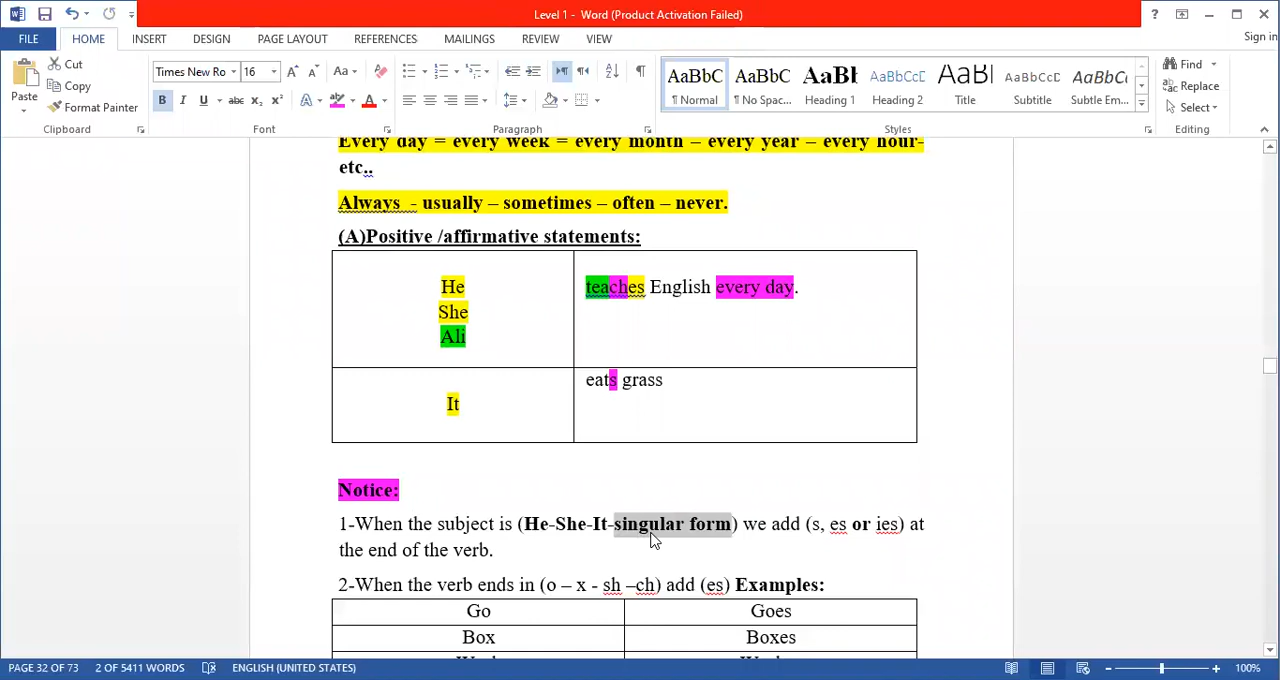 Level 1 - Word (Product Activation Failed)
Sign in
FILE HOME INSERT DESIGN PAGE LAYOUT REFERENCES MAILINGS REVIEW VIEW
Paste
Cut
Copy
Format Painter
Clipboard
Times New Ro 16
Font
Paragraph
AaBbC AaBbC AaBbl AaBbCcD AaBl AaBbCcD AaBbCc
¶ Normal ¶ No Spac... Heading 1 Heading 2 Title Subtitle Subtle Em...
Styles
Find
Replace
Select
Editing
Every day = every week = every month – every year – every hour-
etc..
Always - usually – sometimes – often – never.
(A)Positive /affirmative statements:
He
She
Ali
teaches English every day.
It
eats grass
Notice:
1-When the subject is (He-She-It-singular form) we add (s, es or ies) at
the end of the verb.
2-When the verb ends in (o – x - sh –ch) add (es) Examples:
Go Goes
Box Boxes
PAGE 32 OF 73 2 OF 5411 WORDS ENGLISH (UNITED STATES) 100%